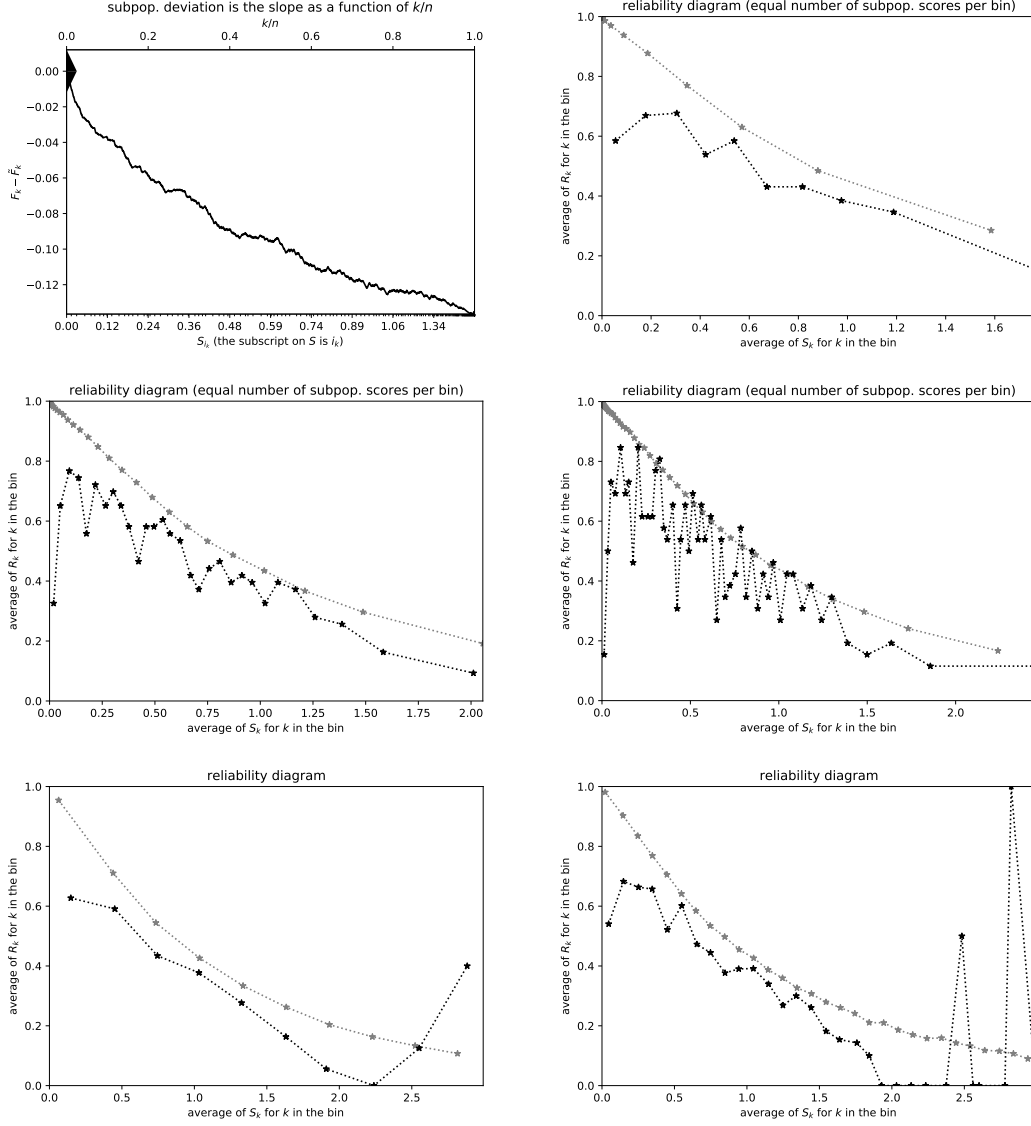 subpop. deviation is the slope as a function of k/n
k/n
0.0 0.2 0.4 0.6 0.8 1.0
0.00
−0.02
−0.04
−0.06
−0.08
−0.10
−0.12
F_k − F̃_k
0.00 0.12 0.24 0.36 0.48 0.59 0.74 0.89 1.06 1.34
S_{i_k} (the subscript on S is i_k)
reliability diagram (equal number of subpop. scores per bin)
1.0
0.8
0.6
0.4
0.2
0.0
average of R_k for k in the bin
0.0 0.2 0.4 0.6 0.8 1.0 1.2 1.4 1.6
average of S_k for k in the bin
reliability diagram (equal number of subpop. scores per bin)
1.0
0.8
0.6
0.4
0.2
0.0
average of R_k for k in the bin
0.00 0.25 0.50 0.75 1.00 1.25 1.50 1.75 2.00
average of S_k for k in the bin
reliability diagram (equal number of subpop. scores per bin)
1.0
0.8
0.6
0.4
0.2
0.0
average of R_k for k in the bin
0.0 0.5 1.0 1.5 2.0
average of S_k for k in the bin
reliability diagram
1.0
0.8
0.6
0.4
0.2
0.0
average of R_k for k in the bin
0.0 0.5 1.0 1.5 2.0 2.5
average of S_k for k in the bin
reliability diagram
1.0
0.8
0.6
0.4
0.2
0.0
average of R_k for k in the bin
0.0 0.5 1.0 1.5 2.0 2.5
average of S_k for k in the bin